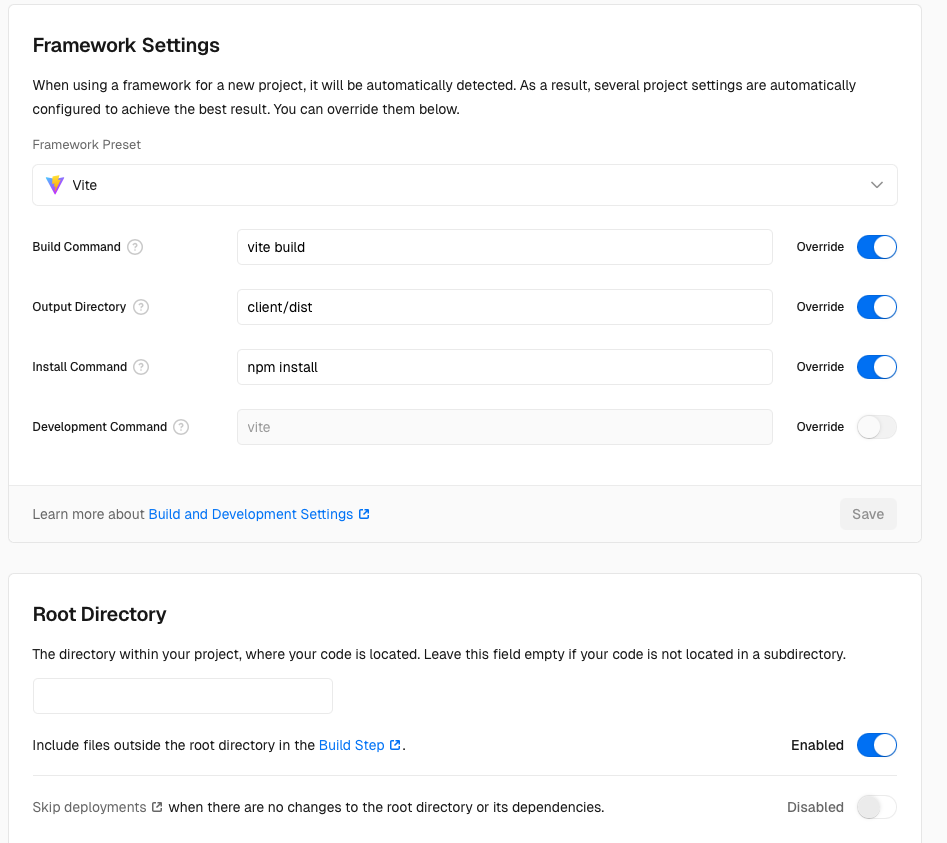 Framework Settings
When using a framework for a new project, it will be automatically detected. As a result, several project settings are automatically
configured to achieve the best result. You can override them below.
Framework Preset
Vite
Build Command ? vite build Override
Output Directory ? client/dist Override
Install Command ? npm install Override
Development Command ? vite Override
Learn more about Build and Development Settings Save
Root Directory
The directory within your project, where your code is located. Leave this field empty if your code is not located in a subdirectory.
Include files outside the root directory in the Build Step . Enabled
Skip deployments when there are no changes to the root directory or its dependencies. Disabled